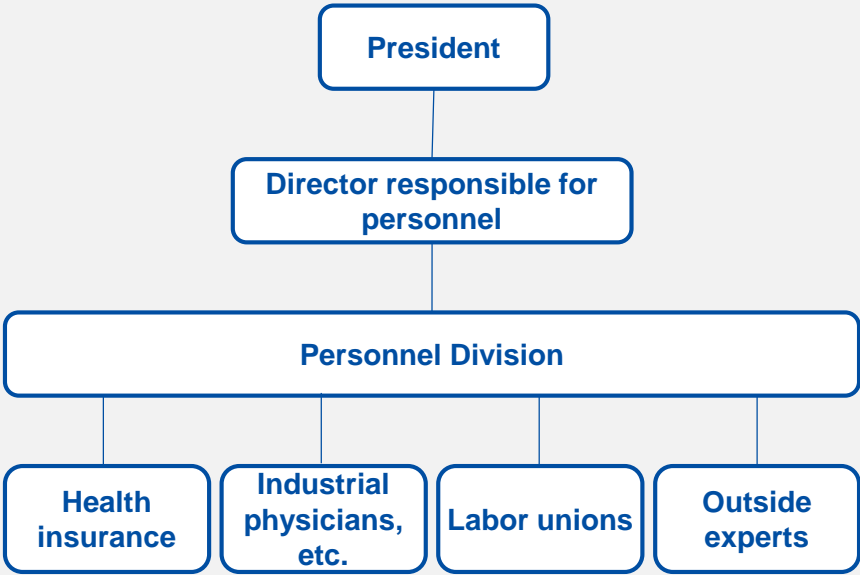 President
Director responsible for
personnel
Personnel Division
Health
insurance
Industrial
physicians,
etc.
Labor unions
Outside
experts